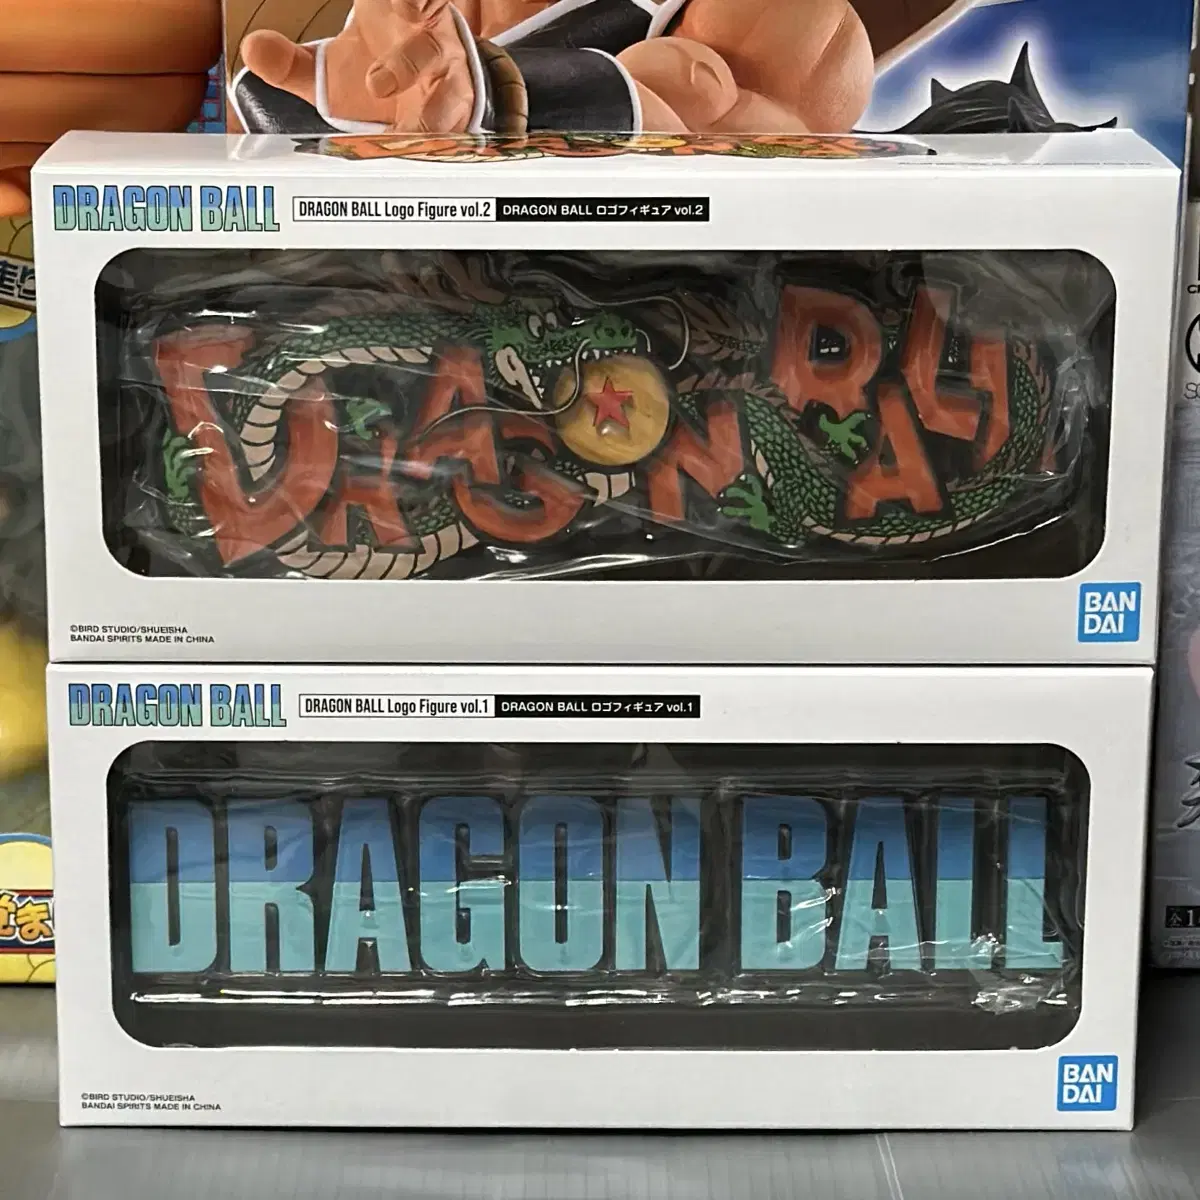 DRAGON BALL
DRAGON BALL Logo Figure vol.2 DRAGON BALL ロゴフィギュア vol.2
DRAGON BALL
BAN
DAI
©BIRD STUDIO/SHUEISHA
BANDAI SPIRITS MADE IN CHINA
DRAGON BALL
DRAGON BALL Logo Figure vol.1 DRAGON BALL ロゴフィギュア vol.1
DRAGON BALL
BAN
DAI
©BIRD STUDIO/SHUEISHA
BANDAI SPIRITS MADE IN CHINA